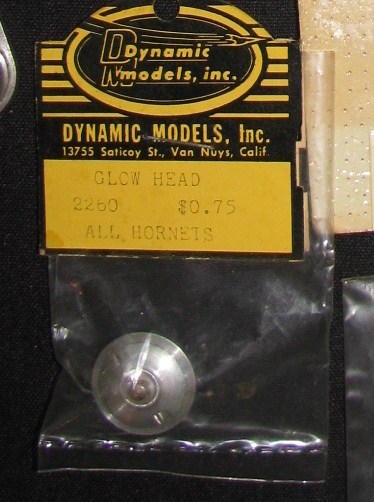 Dynamic
Models, inc.
DYNAMIC MODELS, Inc.
13755 Saticoy St., Van Nuys, Calif.
GLOW HEAD
2260 $0.75
ALL HORNETS